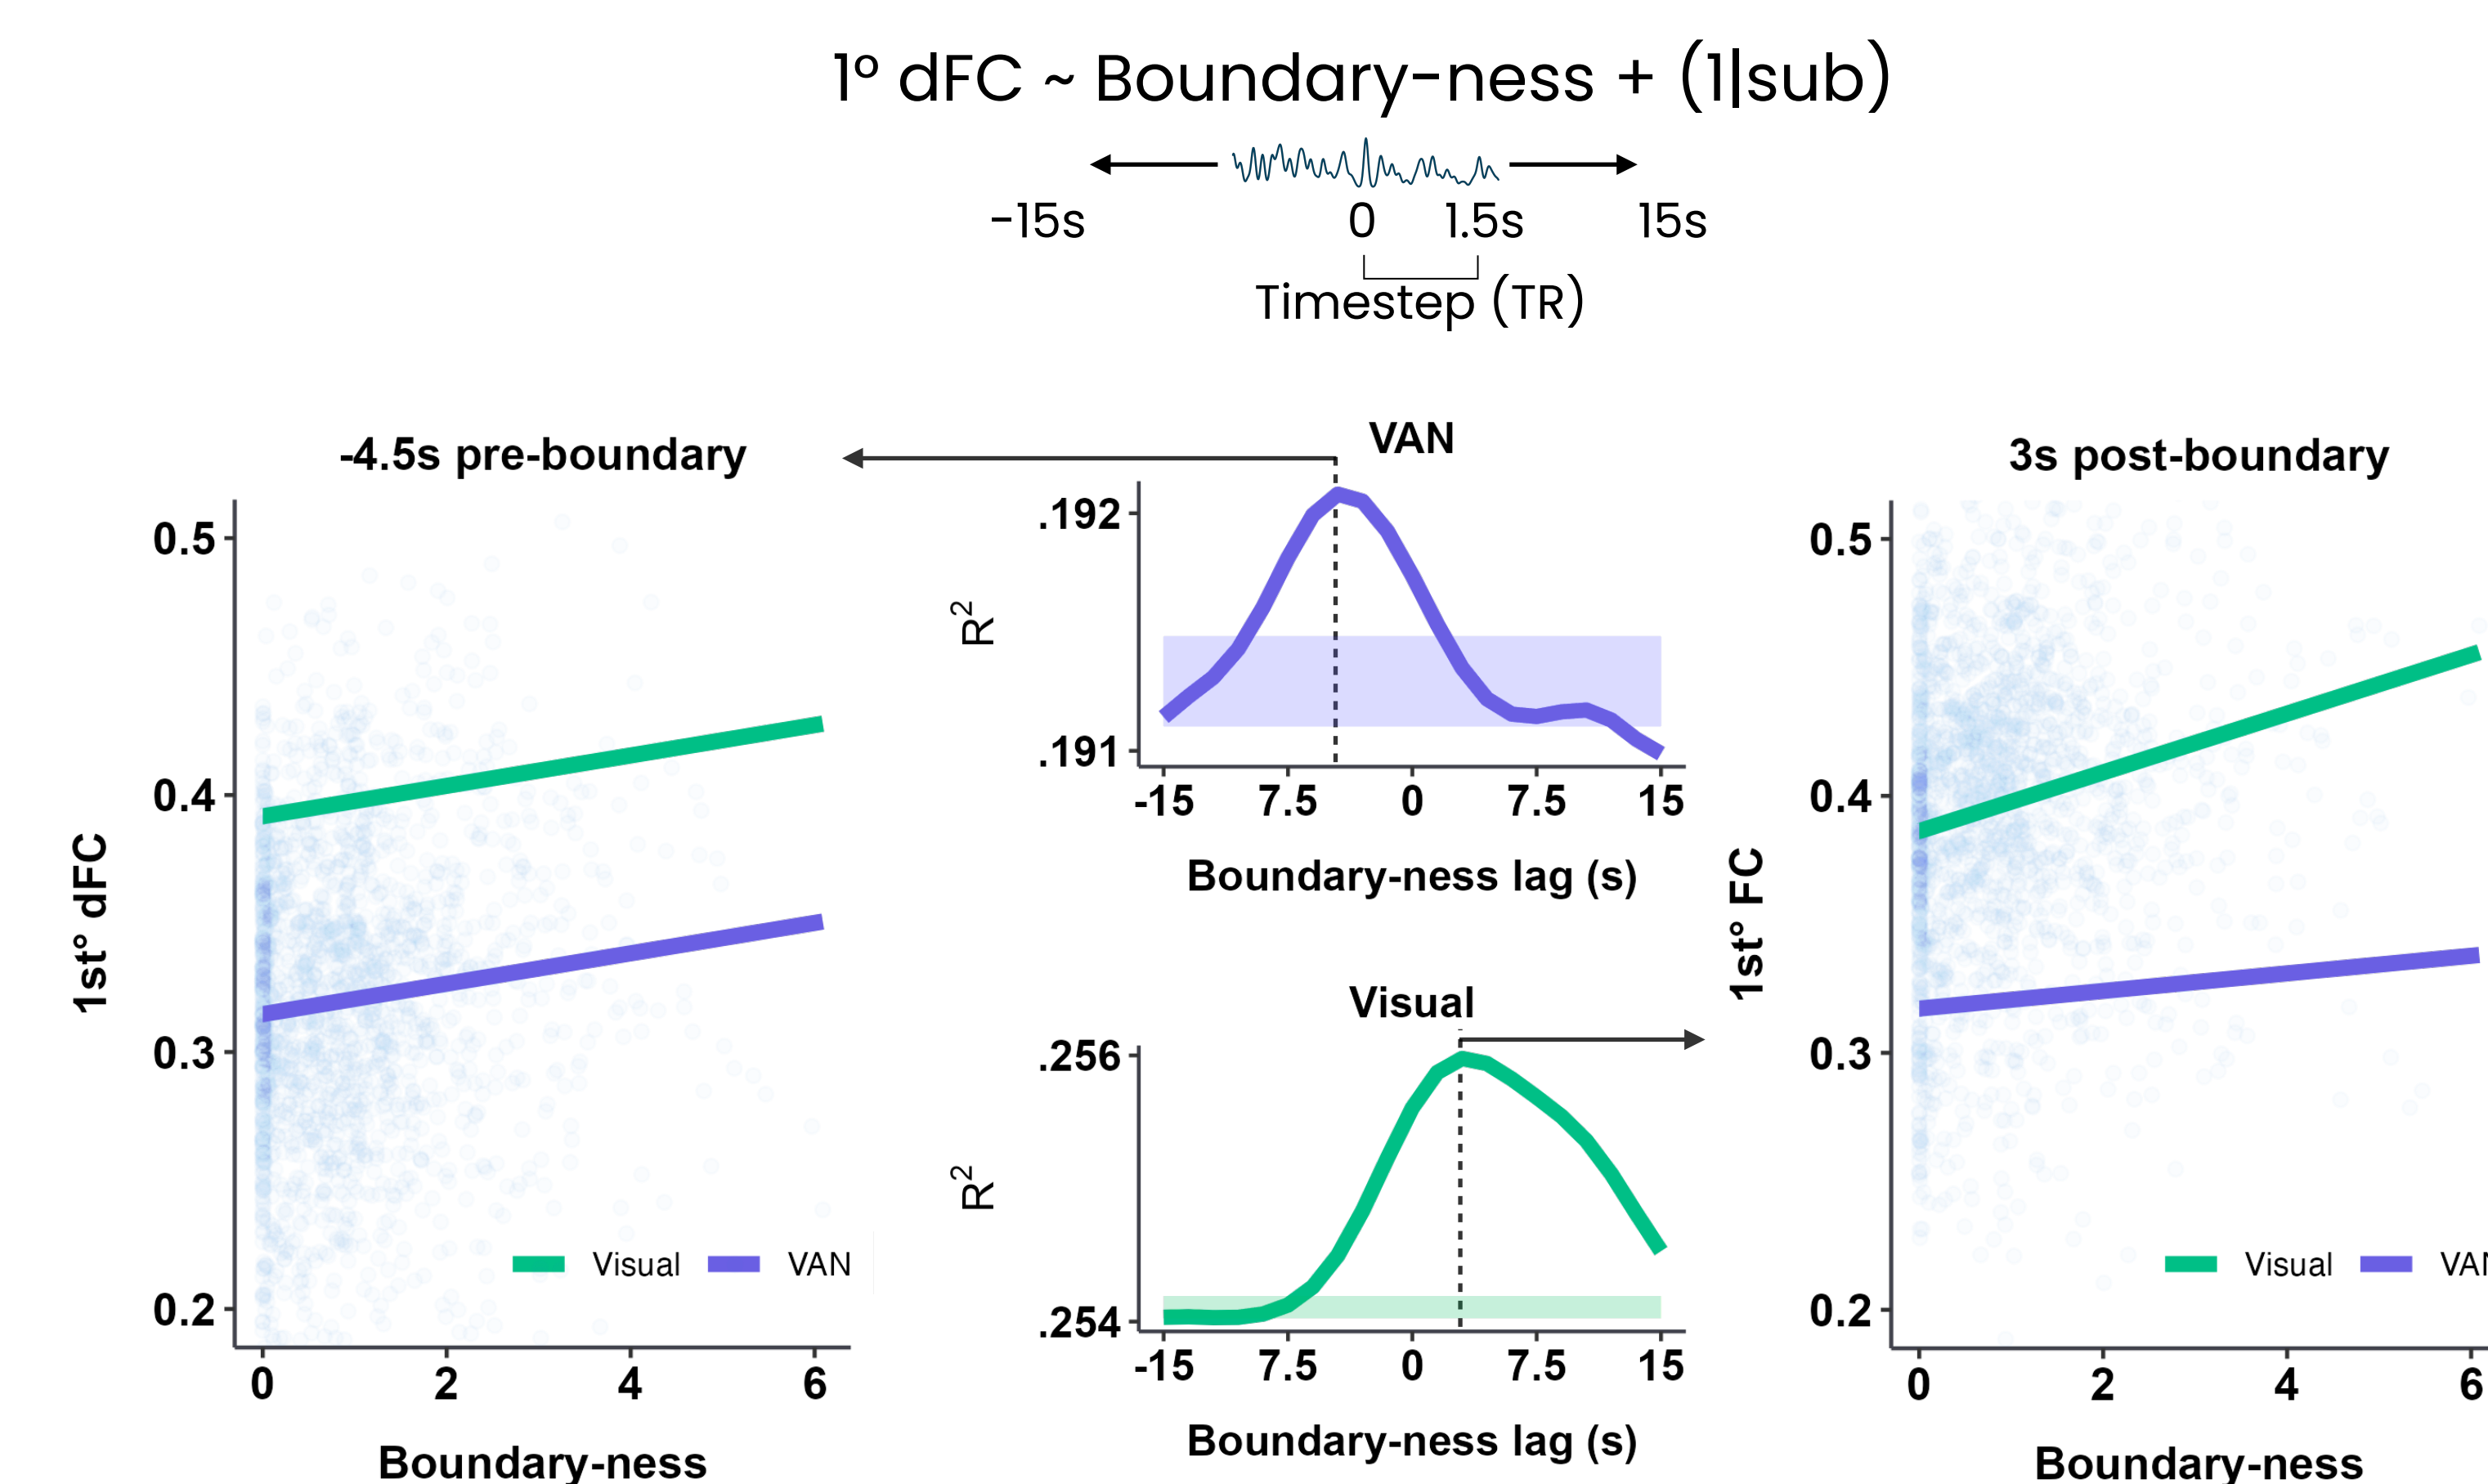 1° dFC ~ Boundary-ness + (1|sub)
-15s 0 1.5s 15s
Timestep (TR)
-4.5s pre-boundary
0.5
0.4
0.3
0.2
1st° dFC
0 2 4 6
Boundary-ness
Visual VAN
VAN
.192
.191
R²
-15 7.5 0 7.5 15
Boundary-ness lag (s)
Visual
.256
.254
R²
-15 7.5 0 7.5 15
Boundary-ness lag (s)
3s post-boundary
0.5
0.4
0.3
0.2
1st° FC
0 2 4 6
Boundary-ness
Visual